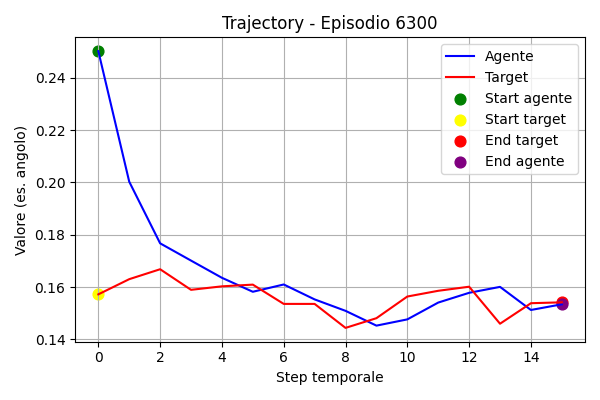 Trajectory - Episodio 6300
Agente
Target
Start agente
Start target
End target
End agente
Valore (es. angolo)
0.24
0.22
0.20
0.18
0.16
0.14
0 2 4 6 8 10 12 14
Step temporale